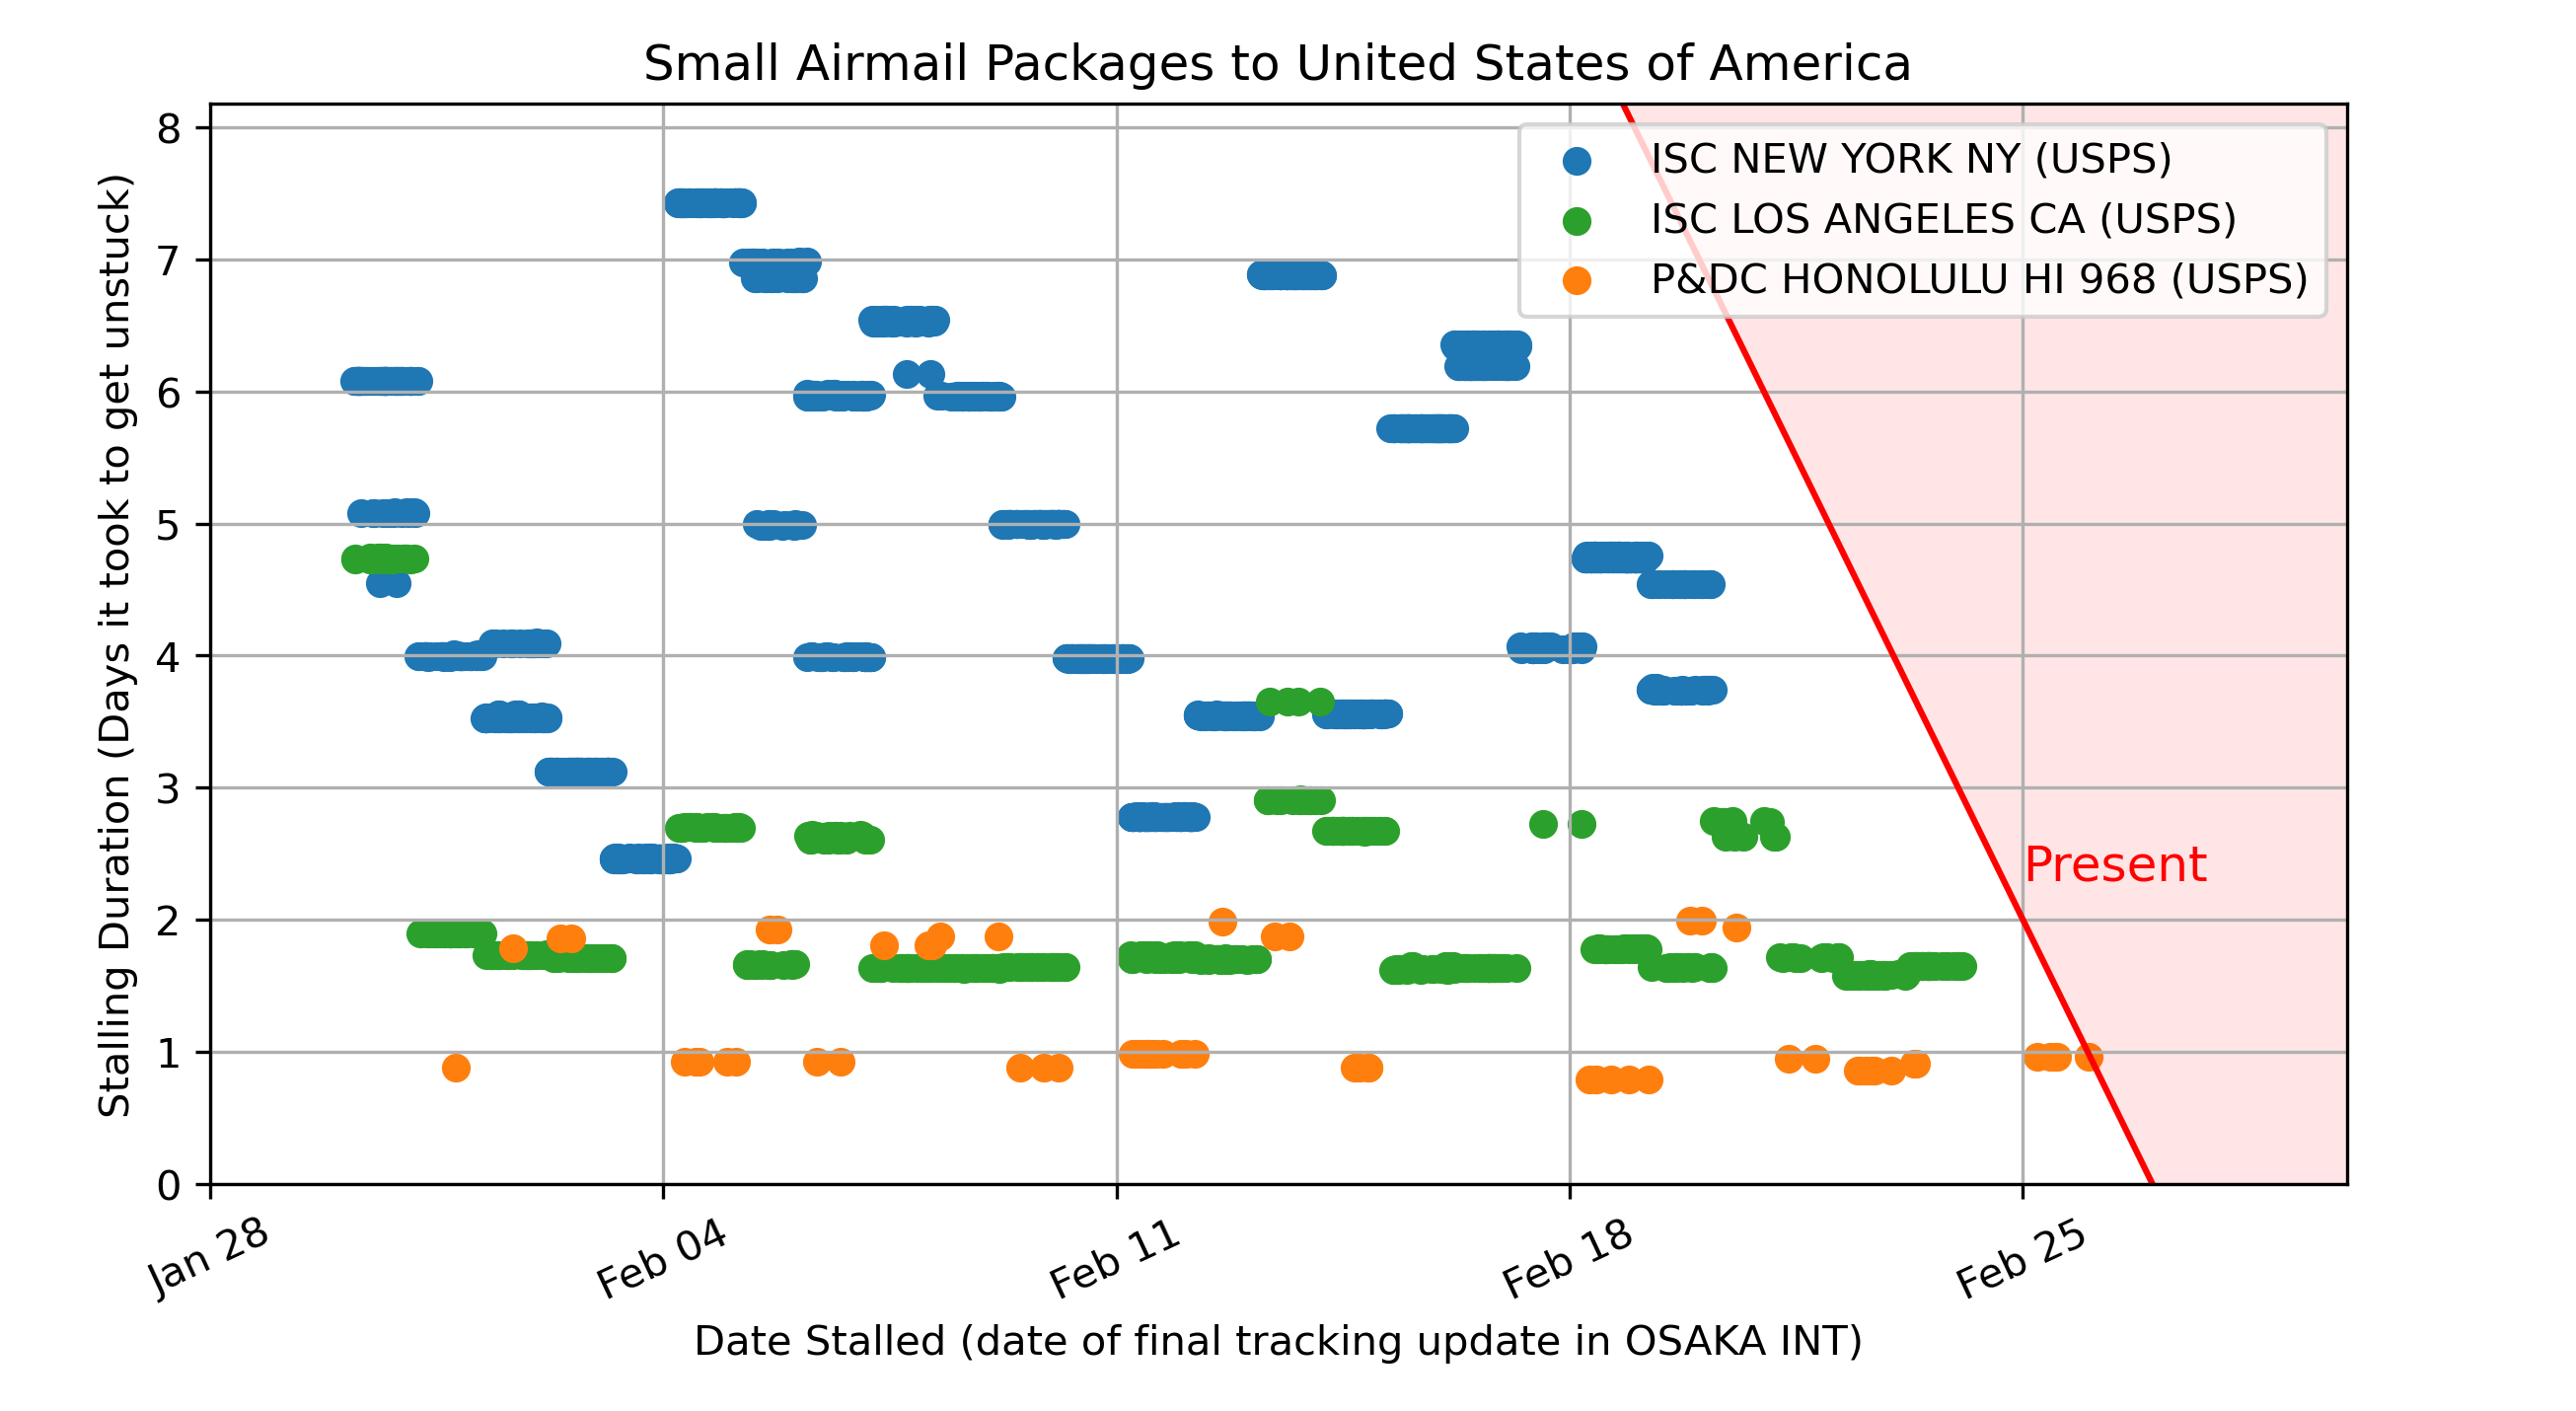 Small Airmail Packages to United States of America
Stalling Duration (Days it took to get unstuck)
8
7
6
5
4
3
2
1
0
ISC NEW YORK NY (USPS)
ISC LOS ANGELES CA (USPS)
P&DC HONOLULU HI 968 (USPS)
Present
Jan 28
Feb 04
Feb 11
Feb 18
Feb 25
Date Stalled (date of final tracking update in OSAKA INT)